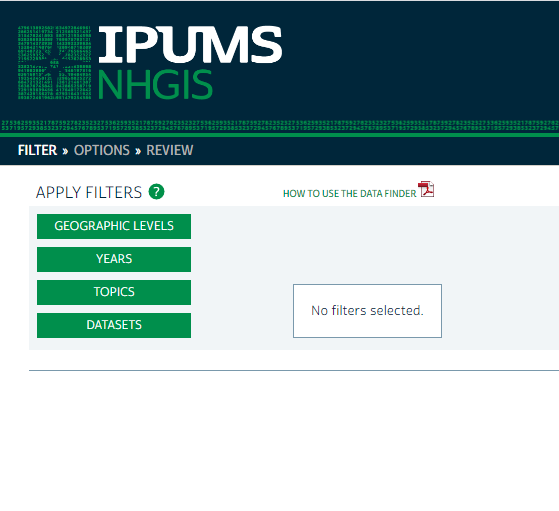 IPUMS
NHGIS
FILTER » OPTIONS » REVIEW
APPLY FILTERS ?
HOW TO USE THE DATA FINDER
GEOGRAPHIC LEVELS
YEARS
TOPICS
No filters selected.
DATASETS